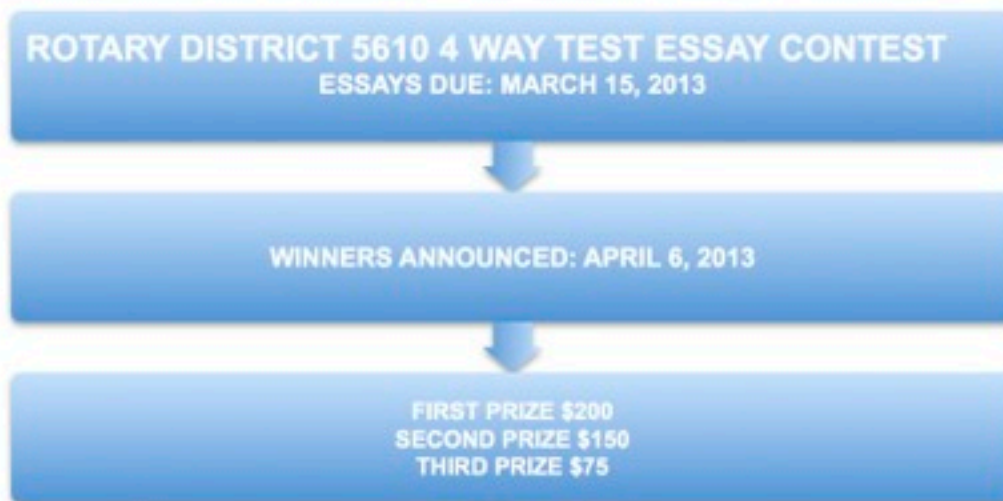 ROTARY DISTRICT 5610 4 WAY TEST ESSAY CONTEST
ESSAYS DUE: MARCH 15, 2013
WINNERS ANNOUNCED: APRIL 6, 2013
FIRST PRIZE $200
SECOND PRIZE $150
THIRD PRIZE $75